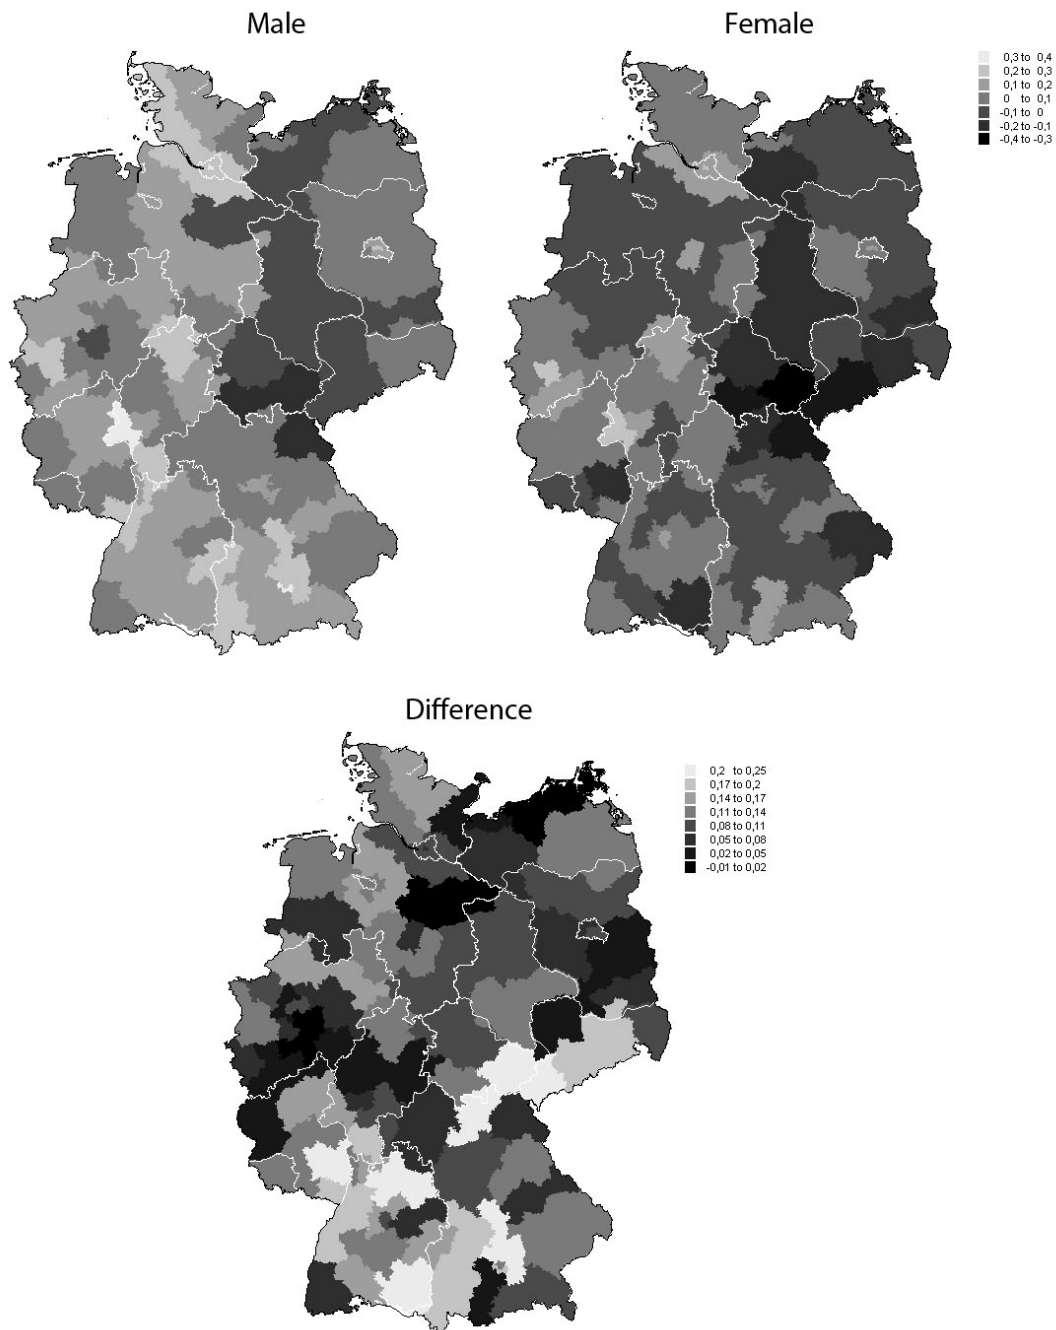 Male
Female
0,3 to 0,4
0,2 to 0,3
0,1 to 0,2
0 to 0,1
-0,1 to 0
-0,2 to -0,1
-0,4 to -0,3
Difference
0,2 to 0,25
0,17 to 0,2
0,14 to 0,17
0,11 to 0,14
0,08 to 0,11
0,05 to 0,08
0,02 to 0,05
-0,01 to 0,02